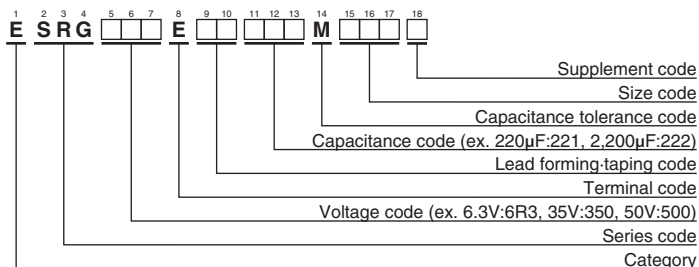 1 2 3 4 5 6 7 8 9 10 11 12 13 14 15 16 17 18
E SRG E M
Supplement code
Size code
Capacitance tolerance code
Capacitance code (ex. 220μF:221, 2,200μF:222)
Lead forming·taping code
Terminal code
Voltage code (ex. 6.3V:6R3, 35V:350, 50V:500)
Series code
Category